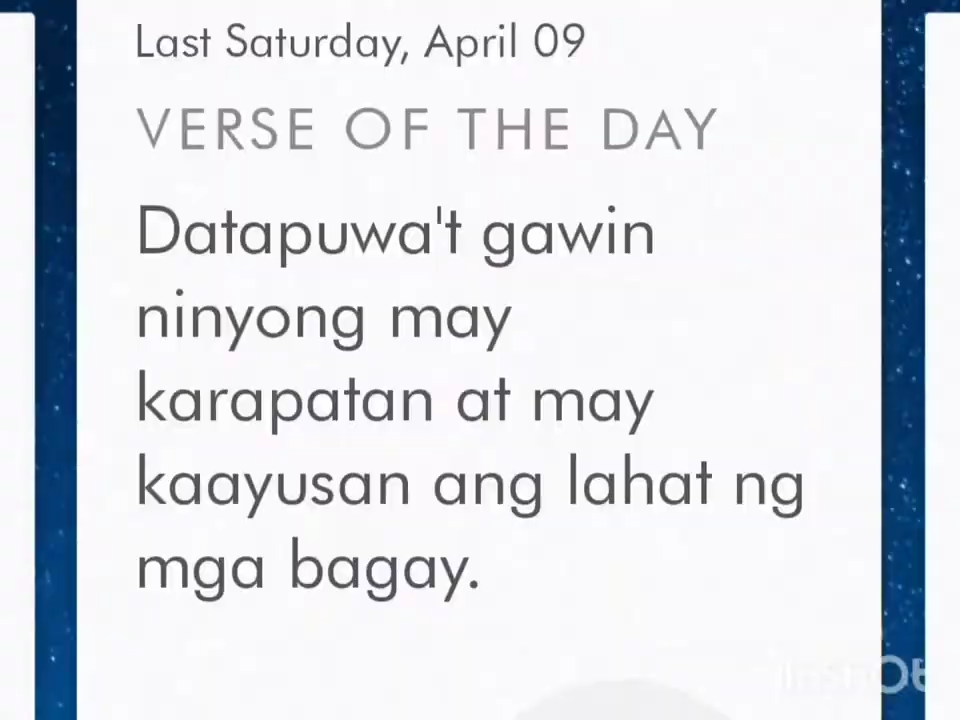 Last Saturday, April 09
VERSE OF THE DAY
Datapuwa't gawin
ninyong may
karapatan at may
kaayusan ang lahat ng
mga bagay.